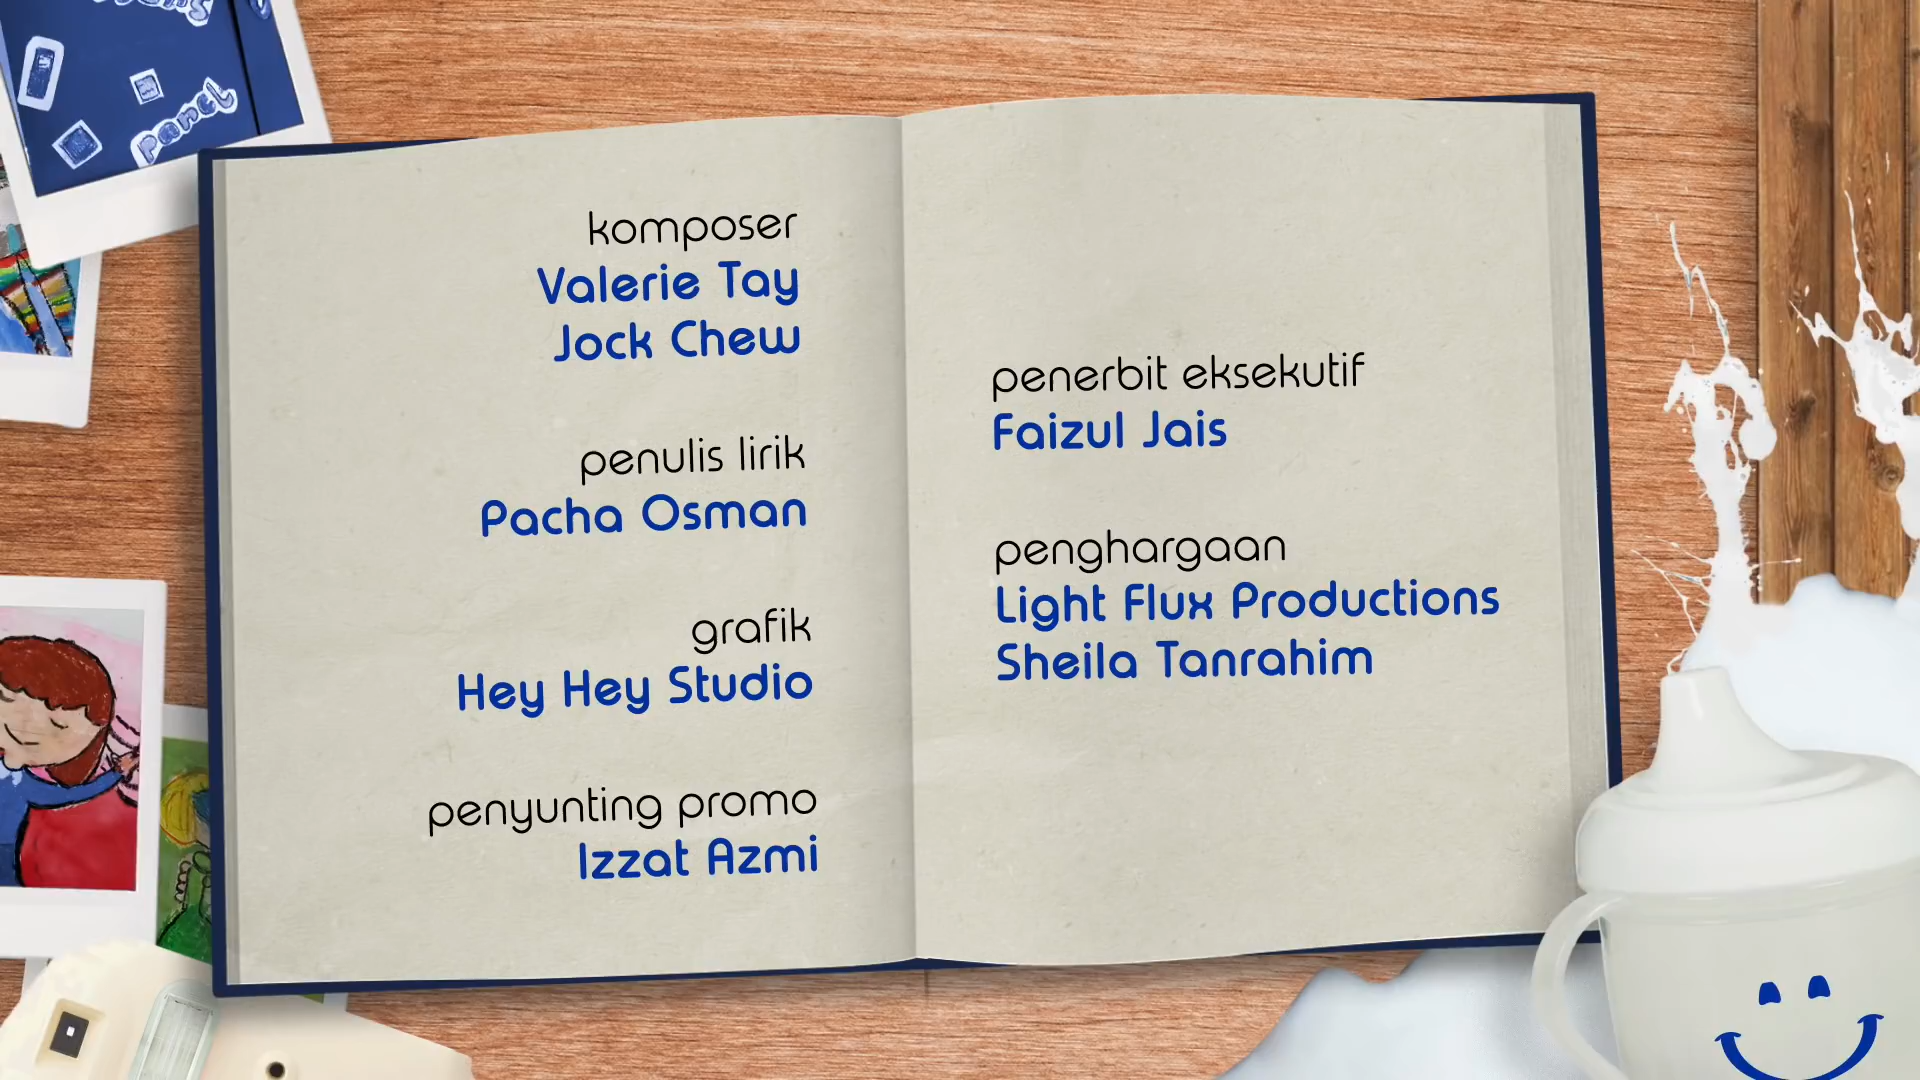 Panel
komposer
Valerie Tay
Jock Chew
penulis lirik
Pacha Osman
grafik
Hey Hey Studio
penyunting promo
Izzat Azmi
penerbit eksekutif
Faizul Jais
penghargaan
Light Flux Productions
Sheila Tanrahim